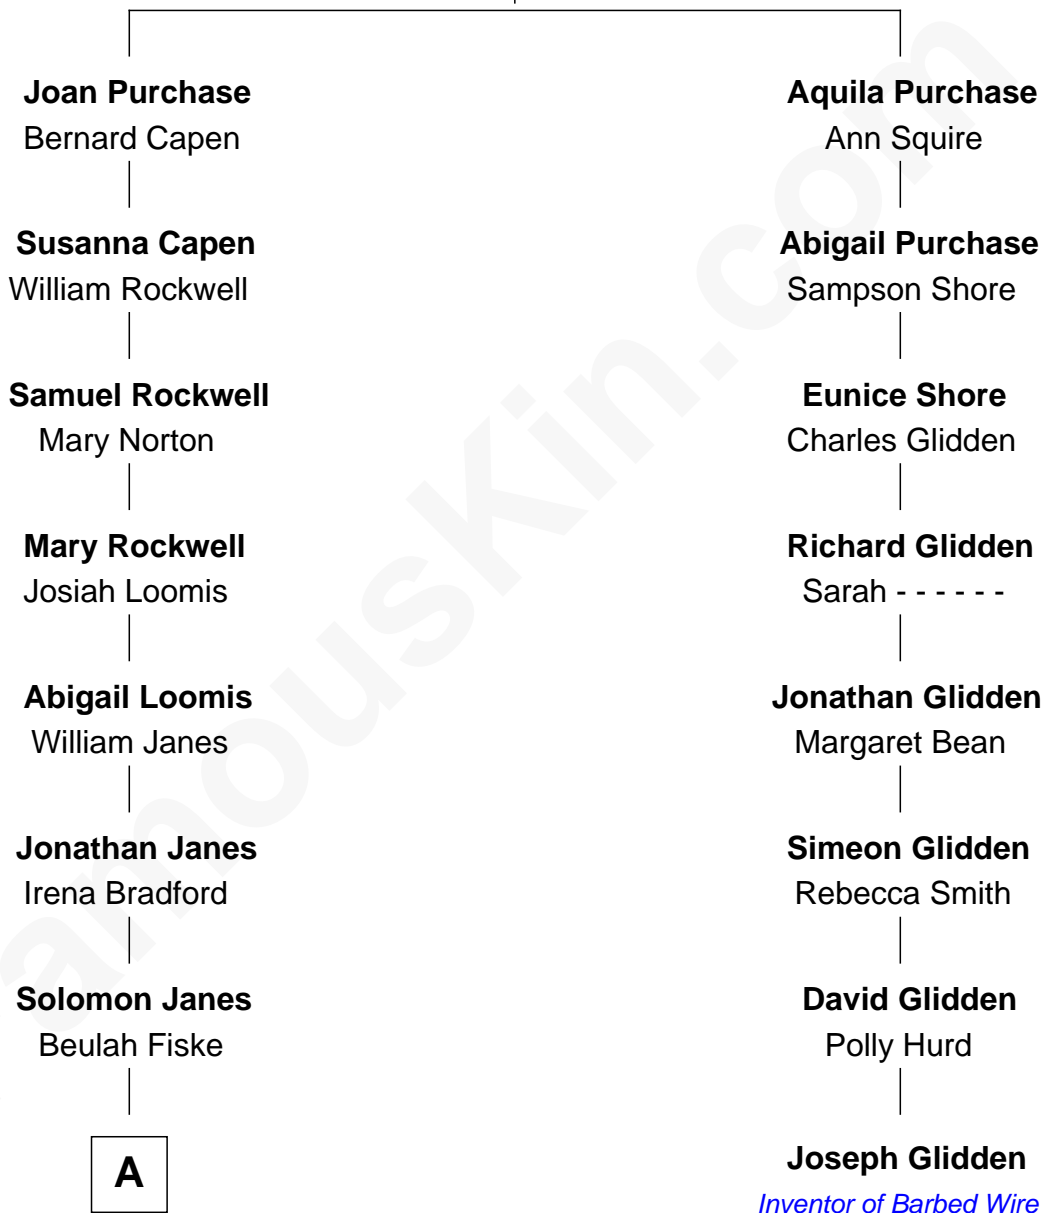 Joan Purchase
Bernard Capen
Susanna Capen
William Rockwell
Samuel Rockwell
Mary Norton
Mary Rockwell
Josiah Loomis
Abigail Loomis
William Janes
Jonathan Janes
Irena Bradford
Solomon Janes
Beulah Fiske
A
Aquila Purchase
Ann Squire
Abigail Purchase
Sampson Shore
Eunice Shore
Charles Glidden
Richard Glidden
Sarah - - - - - -
Jonathan Glidden
Margaret Bean
Simeon Glidden
Rebecca Smith
David Glidden
Polly Hurd
Joseph Glidden
Inventor of Barbed Wire
amousKin.com